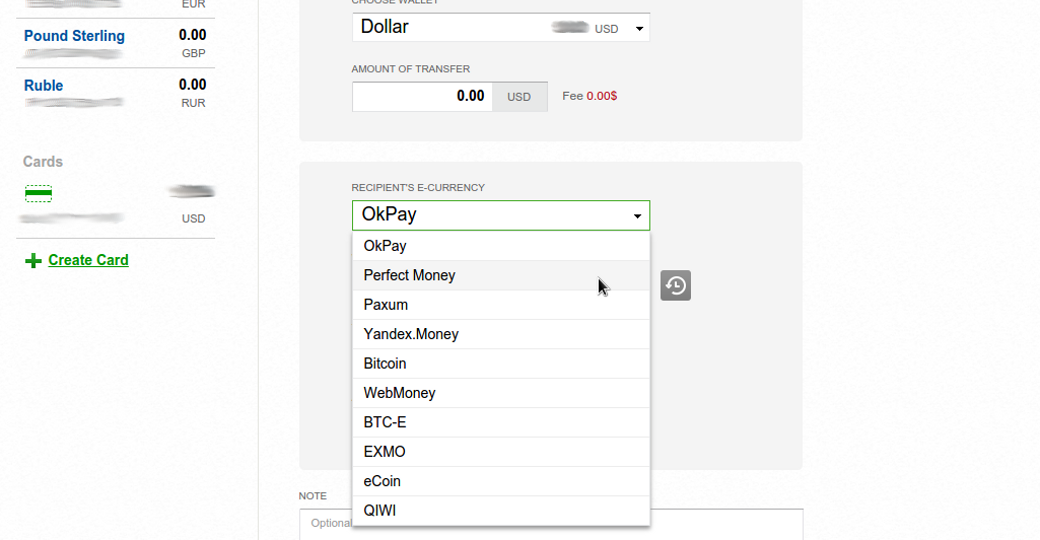 EUR
Pound Sterling 0.00
GBP
Ruble 0.00
RUR
Cards
USD
Create Card
CHOOSE WALLET
Dollar USD
AMOUNT OF TRANSFER
0.00 USD Fee 0.00$
RECIPIENT'S E-CURRENCY
OkPay
OkPay
Perfect Money
Paxum
Yandex.Money
Bitcoin
WebMoney
BTC-E
EXMO
eCoin
QIWI
NOTE
Optional